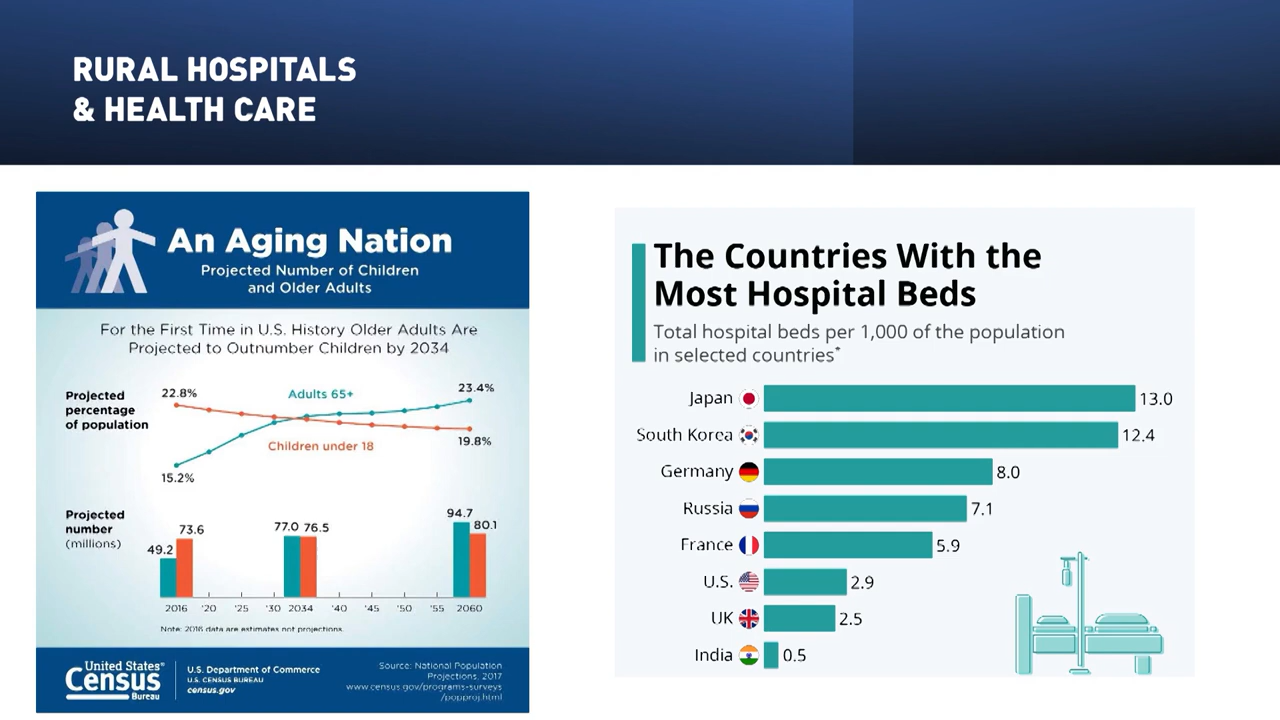 RURAL HOSPITALS
& HEALTH CARE
An Aging Nation
Projected Number of Children
and Older Adults
For the First Time in U.S. History Older Adults Are
Projected to Outnumber Children by 2034
Projected
percentage
of population
22.8%
Adults 65+
23.4%
15.2%
Children under 18
19.8%
Projected
number
(millions)
49.2
73.6
77.0
76.5
94.7
80.1
2016 '20 '25 '30 2034 '40 '45 '50 '55 2060
Note: 2016 data are estimates not projections.
United States®
Census
Bureau
U.S. Department of Commerce
U.S. CENSUS BUREAU
census.gov
Source: National Population
Projections, 2017
www.census.gov/programs-surveys
/popproj.html
The Countries With the
Most Hospital Beds
Total hospital beds per 1,000 of the population
in selected countries*
Japan 13.0
South Korea 12.4
Germany 8.0
Russia 7.1
France 5.9
U.S. 2.9
UK 2.5
India 0.5